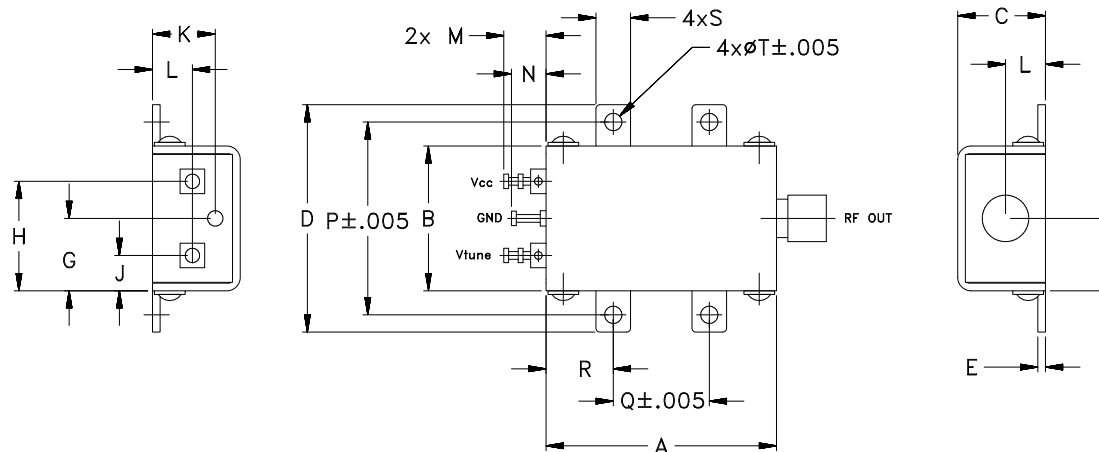 K
L
H
G
J
2x M
N
4xS
4xøT±.005
D
P±.005
B
Vcc
GND
Vtune
RF OUT
R
Q±.005
A
C
L
E